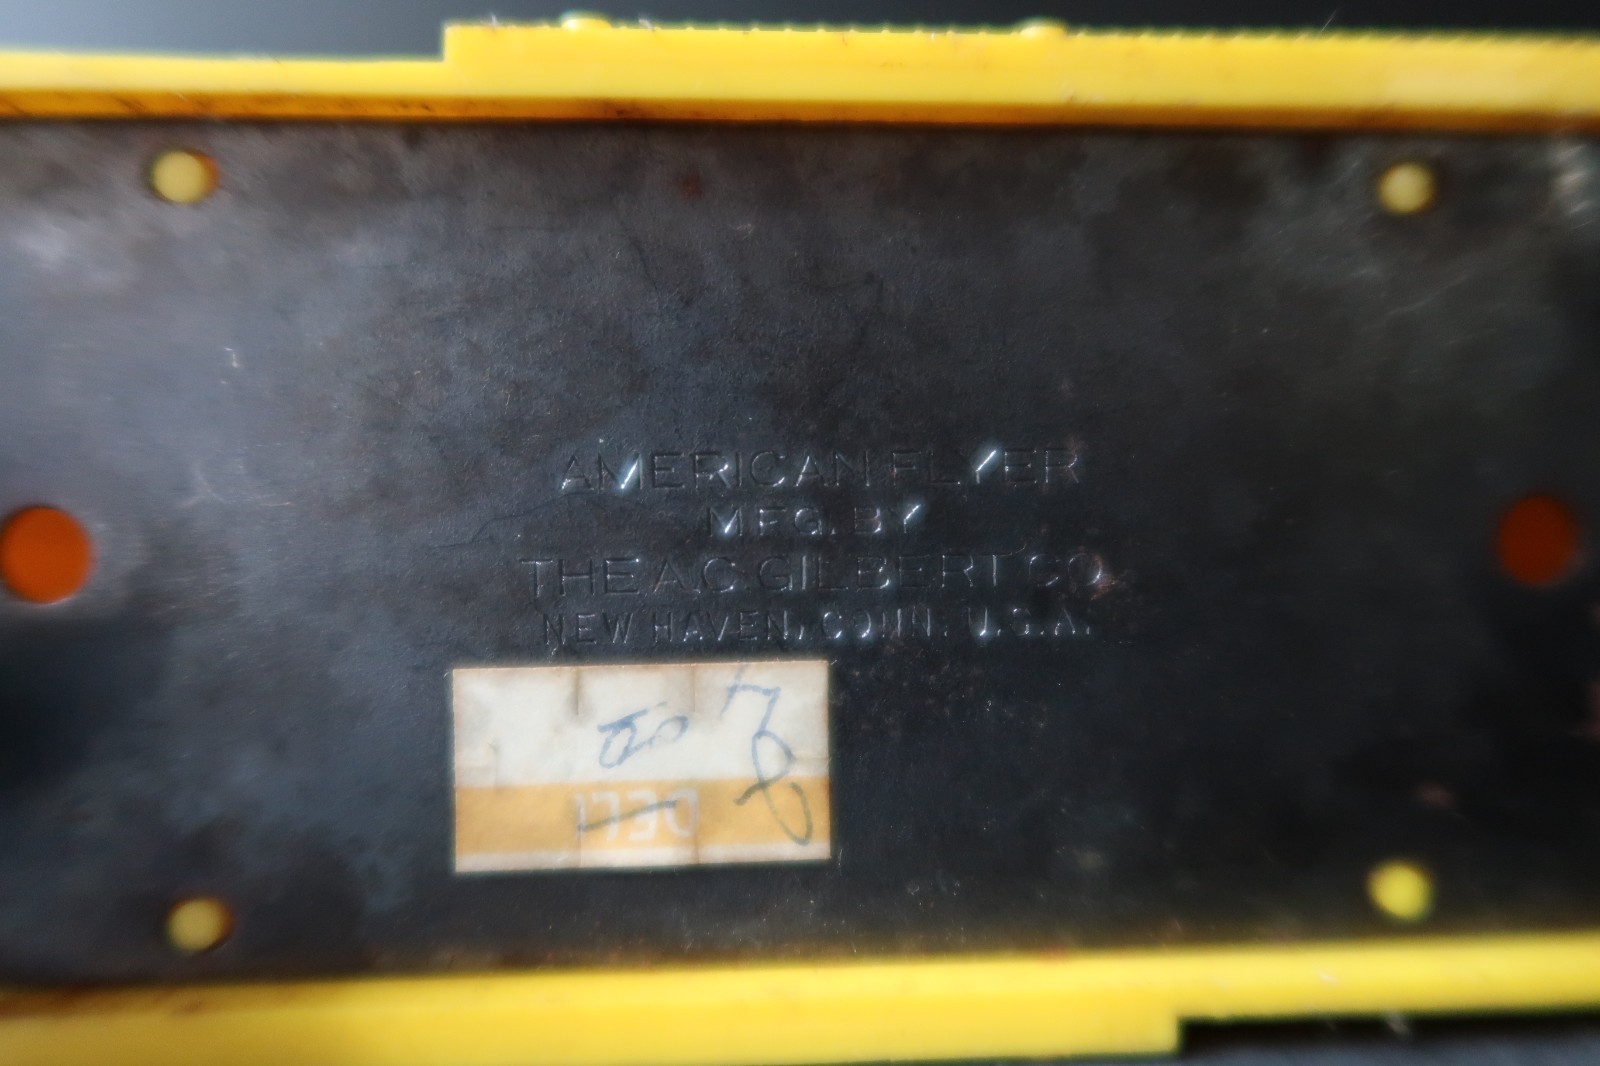 AMERICAN FLYER
MFG. BY
THE A.C. GILBERT CO.
NEW HAVEN, CONN. U.S.A.